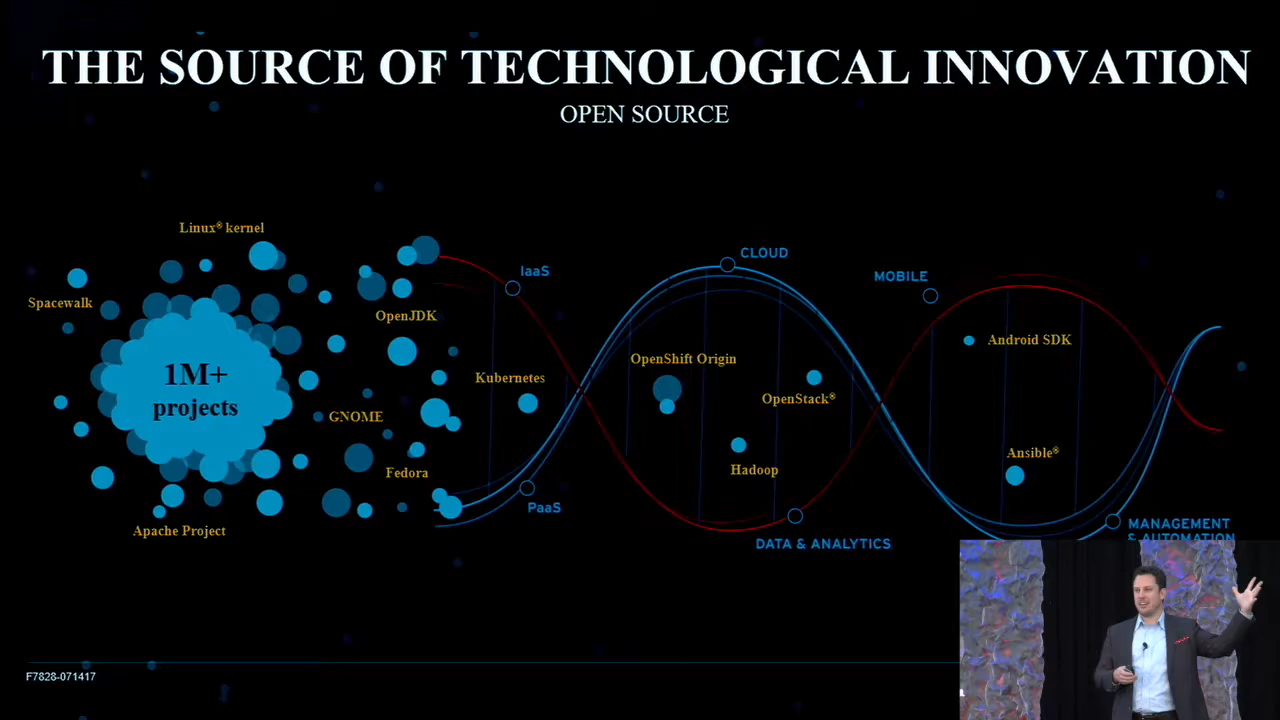 THE SOURCE OF TECHNOLOGICAL INNOVATION
OPEN SOURCE
Linux® kernel
Spacewalk
OpenJDK
1M+
projects
GNOME
Fedora
Apache Project
IaaS
Kubernetes
PaaS
CLOUD
OpenShift Origin
OpenStack®
Hadoop
DATA & ANALYTICS
MOBILE
Android SDK
Ansible®
MANAGEMENT
& AUTOMATION
F7828-071417